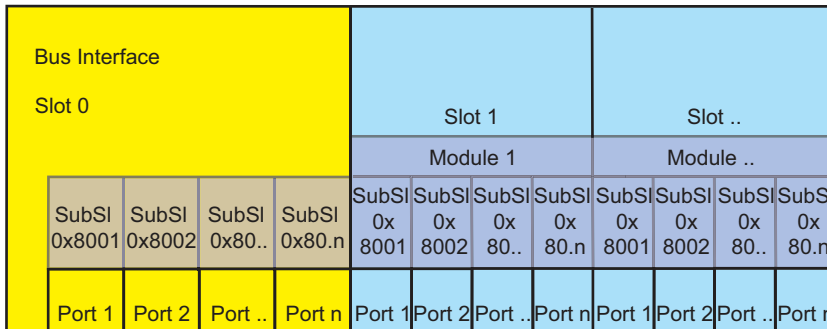 Bus Interface
Slot 0
Slot 1
Slot ..
Module 1
Module ..
SubSl
0x8001
SubSl
0x8002
SubSl
0x80..
SubSl
0x80.n
SubSl
0x
8001
SubSl
0x
8002
SubSl
0x
80..
SubSl
0x
80.n
SubSl
0x
8001
SubSl
0x
8002
SubSl
0x
80..
SubSl
0x
80.n
Port 1
Port 2
Port ..
Port n
Port 1
Port 2
Port ..
Port n
Port 1
Port 2
Port ..
Port n